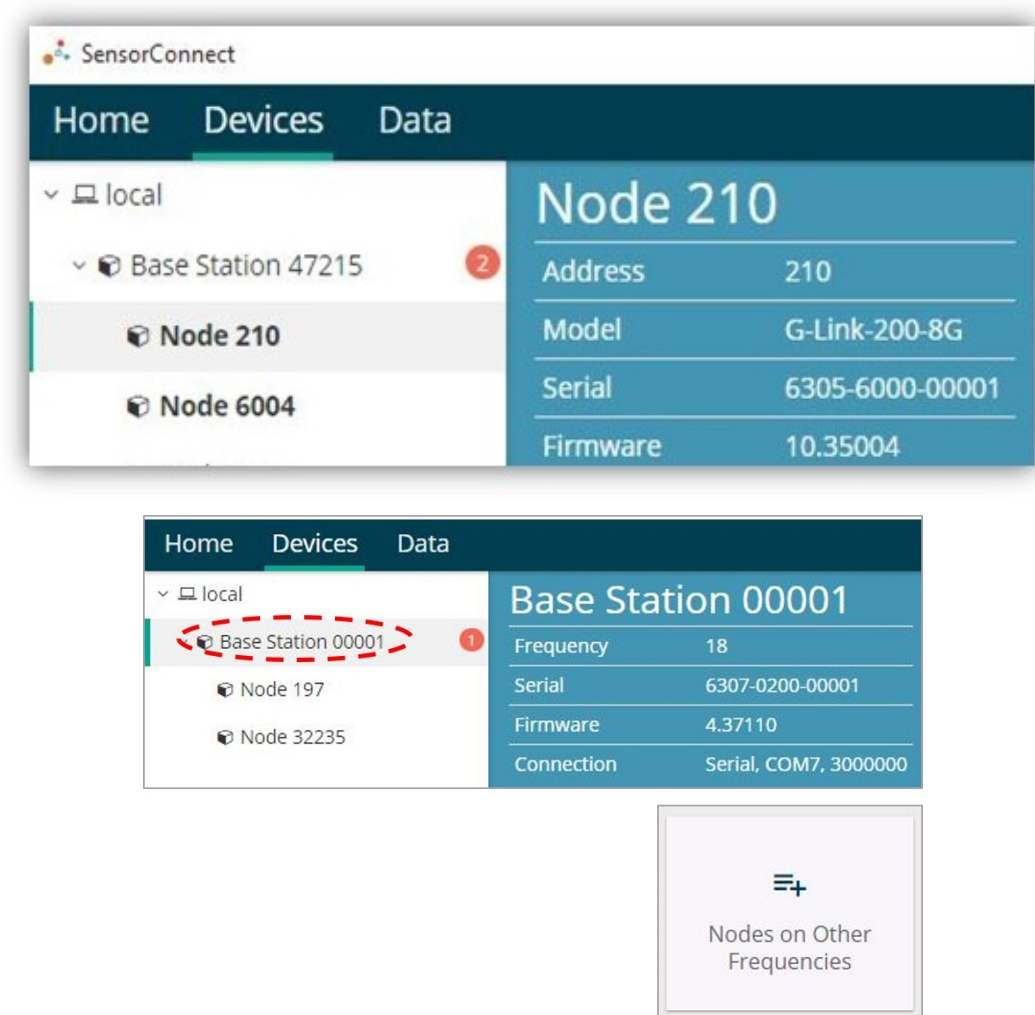 SensorConnect
Home Devices Data
local
Base Station 47215 2
Node 210
Node 6004
Node 210
Address 210
Model G-Link-200-8G
Serial 6305-6000-00001
Firmware 10.35004
Home Devices Data
local
Base Station 00001 1
Node 197
Node 32235
Base Station 00001
Frequency 18
Serial 6307-0200-00001
Firmware 4.37110
Connection Serial, COM7, 3000000
Nodes on Other
Frequencies